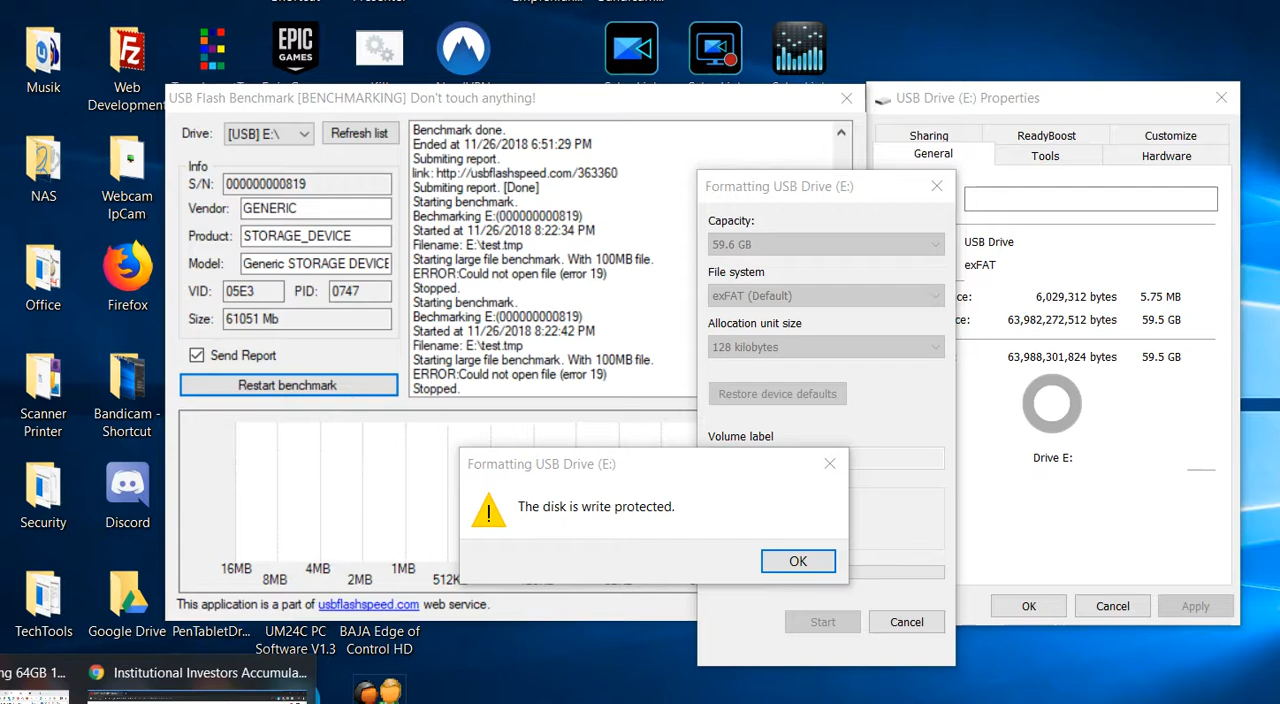 Shortcut
Presenter
EPIC
GAMES
Musik
Web
Development
NAS
Webcam
IpCam
Office
Firefox
Scanner
Printer
Bandicam -
Shortcut
Security
Discord
TechTools
Google Drive
PenTabletDr...
UM24C PC
Software V1.3
BAJA Edge of
Control HD
USB Flash Benchmark [BENCHMARKING] Don't touch anything!
Drive:
[USB] E:\
Refresh list
Info
S/N:
000000000819
Vendor:
GENERIC
Product:
STORAGE_DEVICE
Model:
Generic STORAGE DEVICE
VID:
05E3
PID:
0747
Size:
61051 Mb
Send Report
Restart benchmark
Benchmark done.
Ended at 11/26/2018 6:51:29 PM
Submiting report.
link: http://usbflashspeed.com/363360
Submiting report. [Done]
Starting benchmark.
Bechmarking E:(000000000819)
Started at 11/26/2018 8:22:34 PM
Filename: E:\test.tmp
Starting large file benchmark. With 100MB file.
ERROR:Could not open file (error 19)
Stopped.
Starting benchmark.
Bechmarking E:(000000000819)
Started at 11/26/2018 8:22:42 PM
Filename: E:\test.tmp
Starting large file benchmark. With 100MB file.
ERROR:Could not open file (error 19)
Stopped.
16MB
8MB
4MB
2MB
1MB
512K
This application is a part of usbflashspeed.com web service.
Formatting USB Drive (E:)
Capacity:
59.6 GB
File system
exFAT (Default)
Allocation unit size
128 kilobytes
Restore device defaults
Volume label
Start
Cancel
Formatting USB Drive (E:)
The disk is write protected.
OK
USB Drive (E:) Properties
Sharing
ReadyBoost
Customize
General
Tools
Hardware
USB Drive
exFAT
ce:
6,029,312 bytes
5.75 MB
ce:
63,982,272,512 bytes
59.5 GB
63,988,301,824 bytes
59.5 GB
Drive E:
OK
Cancel
Apply
ng 64GB 1...
Institutional Investors Accumula...